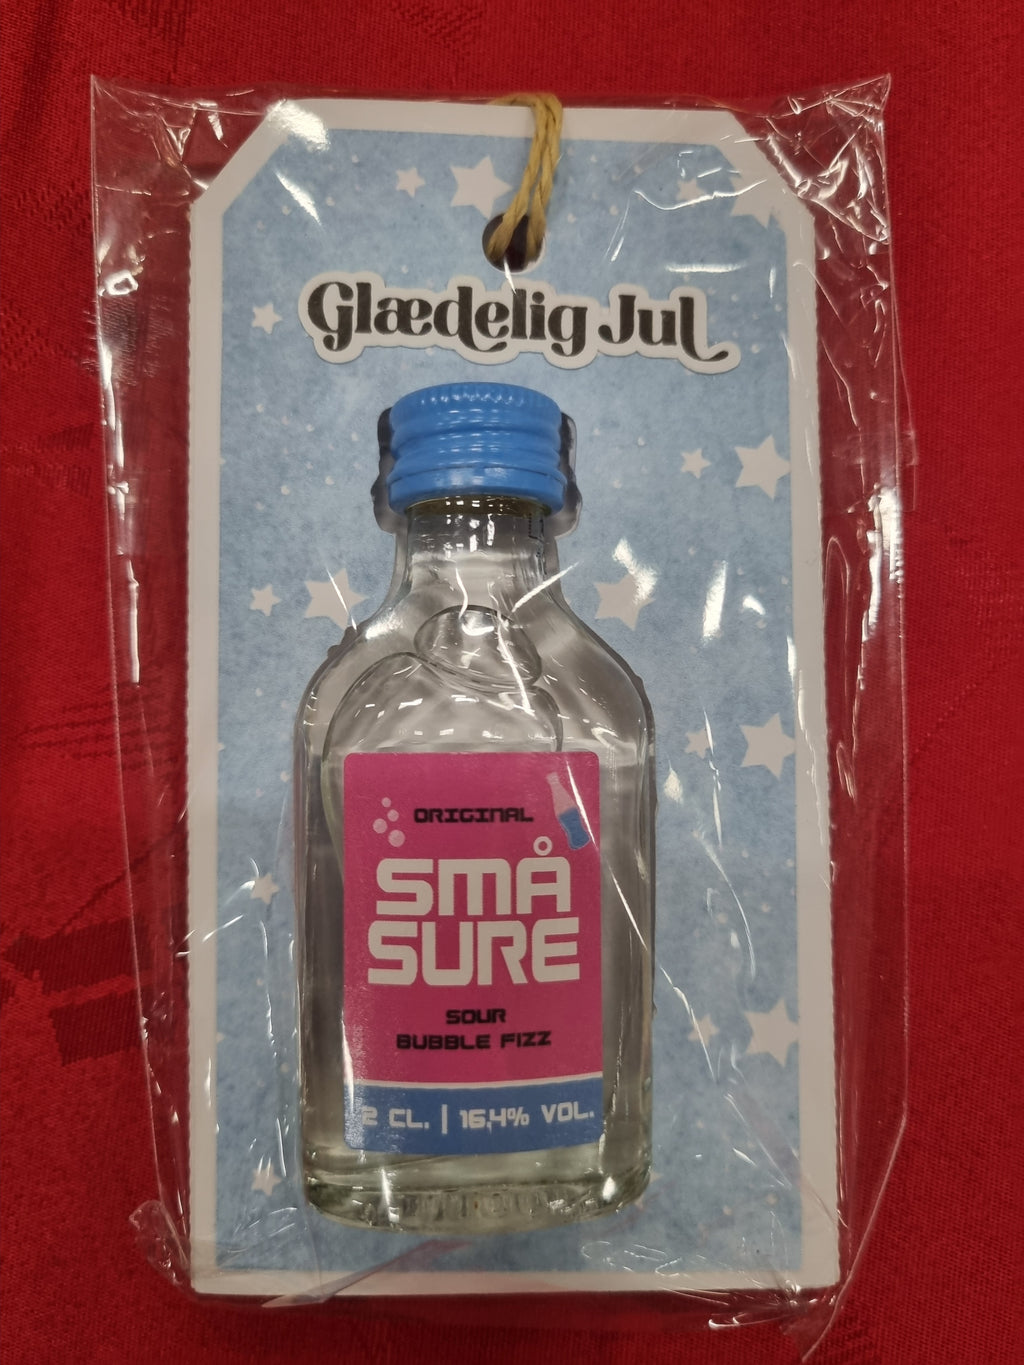 Glædelig Jul
ORIGINAL
SMÅ
SURE
SOUR
BUBBLE FIZZ
2 CL. | 16,4% VOL.